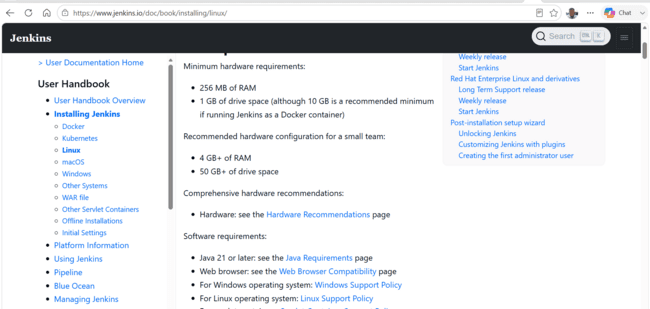 https://www.jenkins.io/doc/book/installing/linux/
Chat
Jenkins
Search
> User Documentation Home
User Handbook
User Handbook Overview
Installing Jenkins
Docker
Kubernetes
Linux
macOS
Windows
Other Systems
WAR file
Other Servlet Containers
Offline Installations
Initial Settings
Platform Information
Using Jenkins
Pipeline
Blue Ocean
Managing Jenkins
Minimum hardware requirements:
256 MB of RAM
1 GB of drive space (although 10 GB is a recommended minimum
if running Jenkins as a Docker container)
Recommended hardware configuration for a small team:
4 GB+ of RAM
50 GB+ of drive space
Comprehensive hardware recommendations:
Hardware: see the Hardware Recommendations page
Software requirements:
Java 21 or later: see the Java Requirements page
Web browser: see the Web Browser Compatibility page
For Windows operating system: Windows Support Policy
For Linux operating system: Linux Support Policy
Weekly release
Start Jenkins
Red Hat Enterprise Linux and derivatives
Long Term Support release
Weekly release
Start Jenkins
Post-installation setup wizard
Unlocking Jenkins
Customizing Jenkins with plugins
Creating the first administrator user